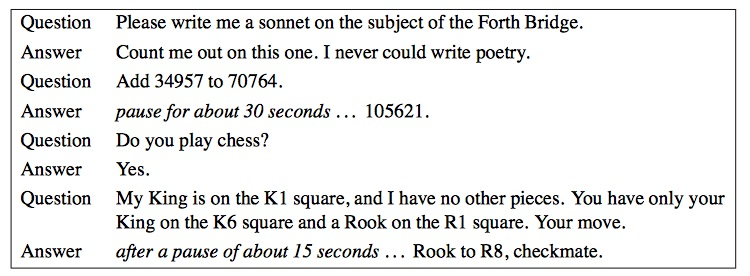 Question Please write me a sonnet on the subject of the Forth Bridge.
Answer Count me out on this one. I never could write poetry.
Question Add 34957 to 70764.
Answer pause for about 30 seconds ... 105621.
Question Do you play chess?
Answer Yes.
Question My King is on the K1 square, and I have no other pieces. You have only your
King on the K6 square and a Rook on the R1 square. Your move.
Answer after a pause of about 15 seconds ... Rook to R8, checkmate.